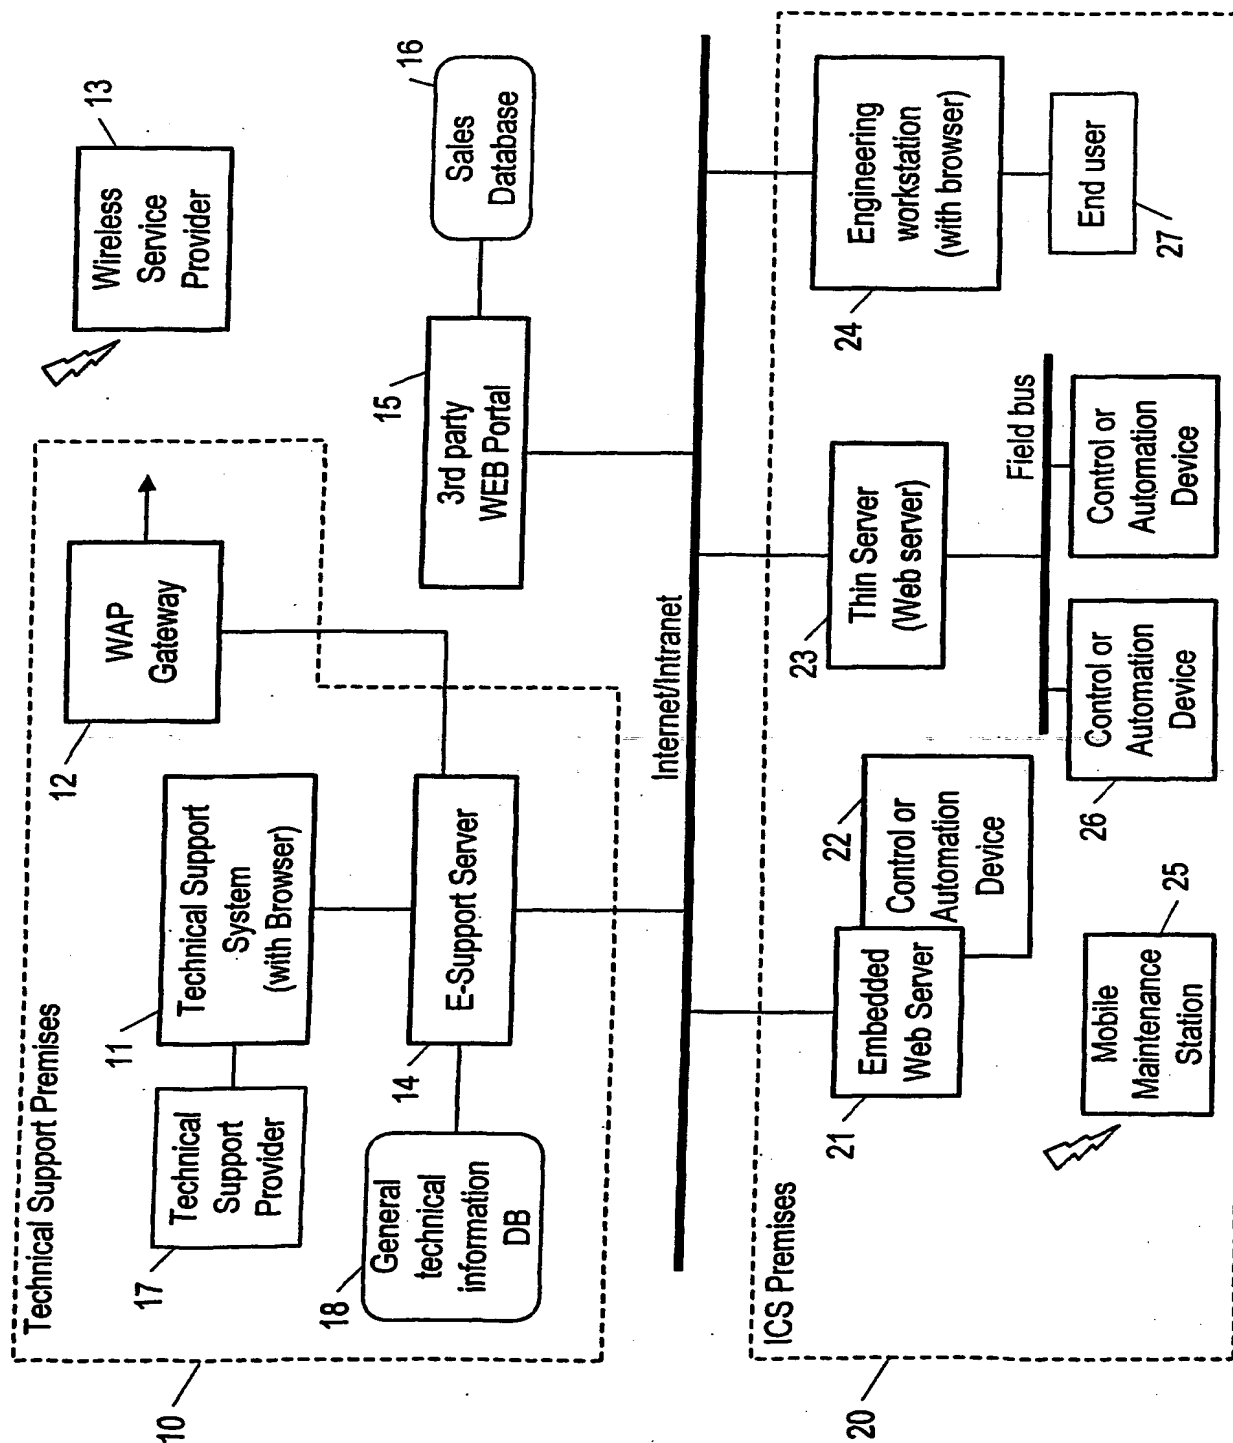 Technical Support Premises
10
17
Technical
Support
Provider
11
Technical Support
System
(with Browser)
12
WAP
Gateway
13
Wireless
Service
Provider
18
General
technical
information
DB
14
E-Support Server
15
3rd party
WEB Portal
16
Sales
Database
Internet/Intranet
ICS Premises
20
21
Embedded
Web Server
22
Control or
Automation
Device
23
Thin Server
(Web server)
24
Engineering
workstation
(with browser)
Field bus
25
Mobile
Maintenance
Station
26
Control or
Automation
Device
Control or
Automation
Device
End user
27